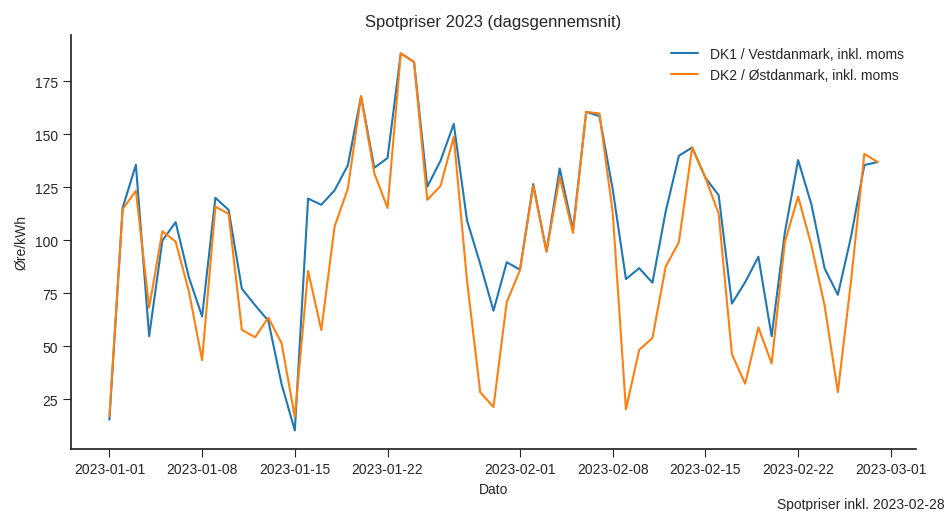 Spotpriser 2023 (dagsgennemsnit)
DK1 / Vestdanmark, inkl. moms
DK2 / Østdanmark, inkl. moms
Øre/kWh
175
150
125
100
75
50
25
2023-01-01 2023-01-08 2023-01-15 2023-01-22 2023-02-01 2023-02-08 2023-02-15 2023-02-22 2023-03-01
Dato
Spotpriser inkl. 2023-02-28